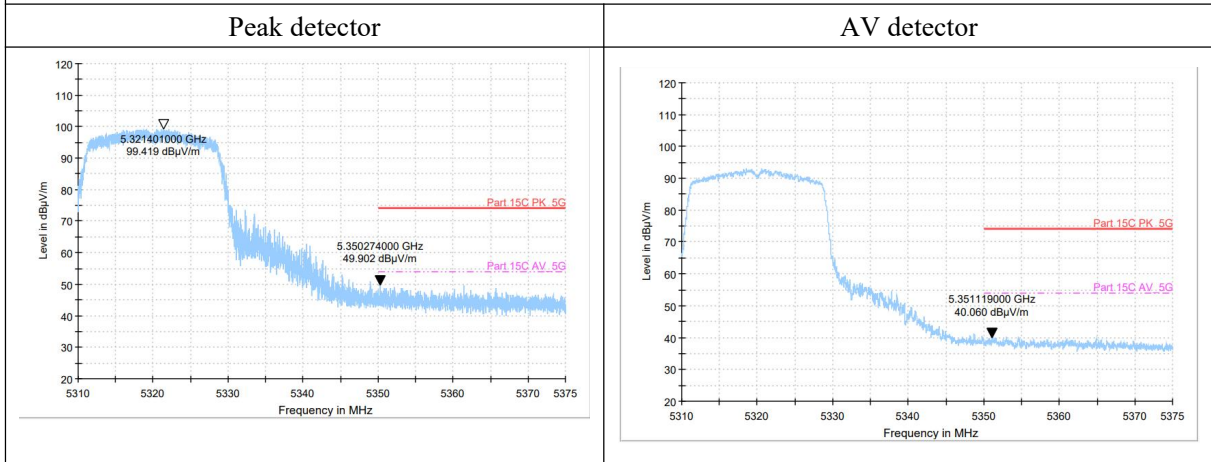 Peak detector
AV detector
120
110
100
90
80
70
60
50
40
30
20
Level in dBµV/m
5.321401000 GHz
99.419 dBµV/m
Part 15C PK_5G
5.350274000 GHz
49.902 dBµV/m
Part 15C AV_5G
5310
5320
5330
5340
5350
5360
5370
5375
Frequency in MHz
120
110
100
90
80
70
60
50
40
30
20
Level in dBµV/m
Part 15C PK_5G
Part 15C AV_5G
5.351119000 GHz
40.060 dBµV/m
5310
5320
5330
5340
5350
5360
5370
5375
Frequency in MHz